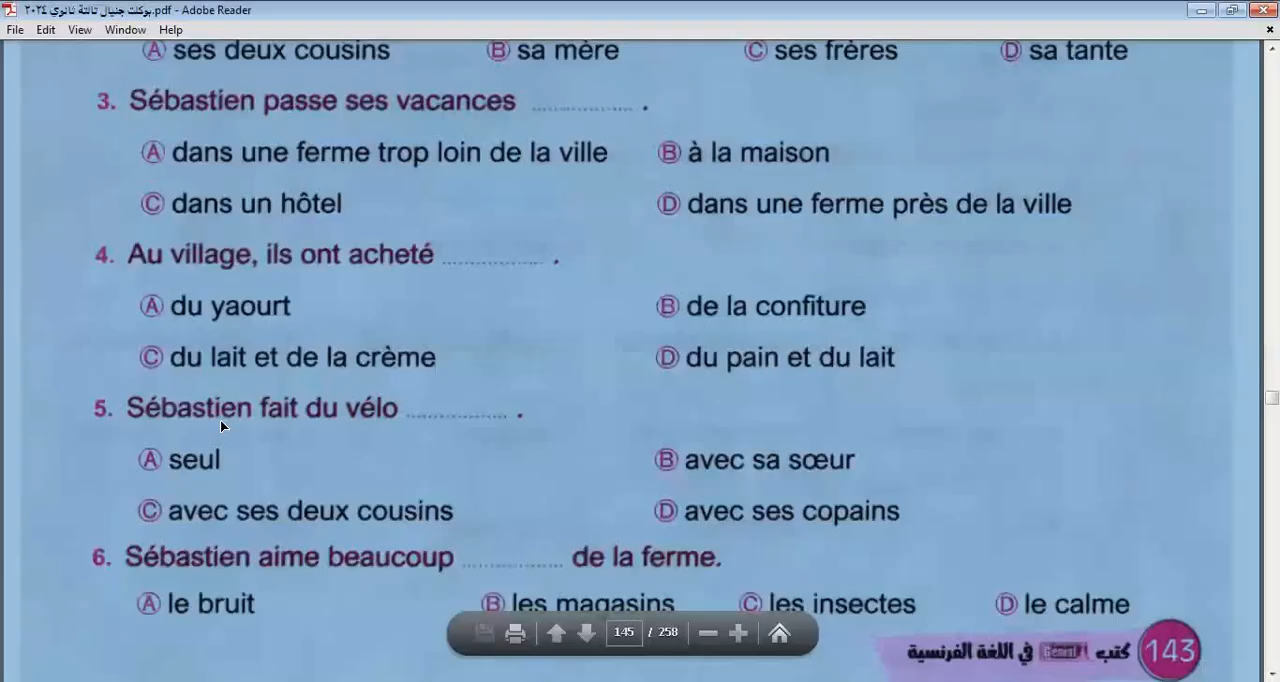 بوكلت جنيال تالتة ثانوي ٢٠٢٤.pdf - Adobe Reader
File Edit View Window Help
Ⓐ ses deux cousins Ⓑ sa mère Ⓒ ses frères Ⓓ sa tante
3. Sébastien passe ses vacances .................. .
Ⓐ dans une ferme trop loin de la ville Ⓑ à la maison
Ⓒ dans un hôtel Ⓓ dans une ferme près de la ville
4. Au village, ils ont acheté .................. .
Ⓐ du yaourt Ⓑ de la confiture
Ⓒ du lait et de la crème Ⓓ du pain et du lait
5. Sébastien fait du vélo .................. .
Ⓐ seul Ⓑ avec sa sœur
Ⓒ avec ses deux cousins Ⓓ avec ses copains
6. Sébastien aime beaucoup .................. de la ferme.
Ⓐ le bruit Ⓑ les magasins Ⓒ les insectes Ⓓ le calme
145 / 258
كتب Génial في اللغة الفرنسية 143